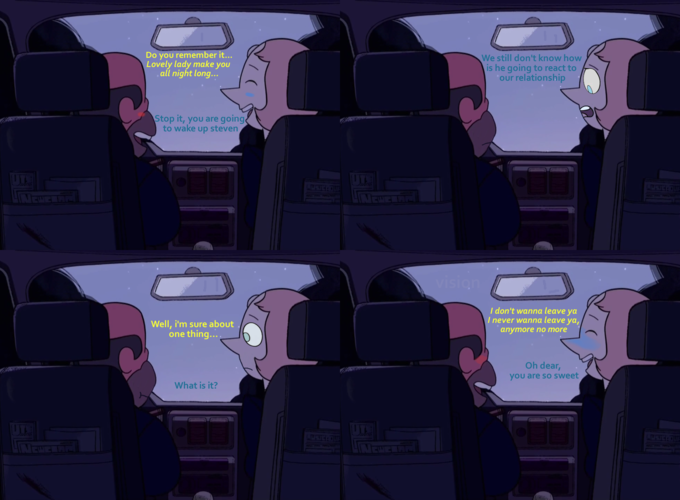 Do you remember it...
Lovely lady make you
all night long...
Stop it, you are going
to wake up steven
We still don't know how
is he going to react to
our relationship
Well, i'm sure about
one thing....
What is it?
vision
I don't wanna leave ya
I never wanna leave ya,
anymore no more
Oh dear,
you are so sweet